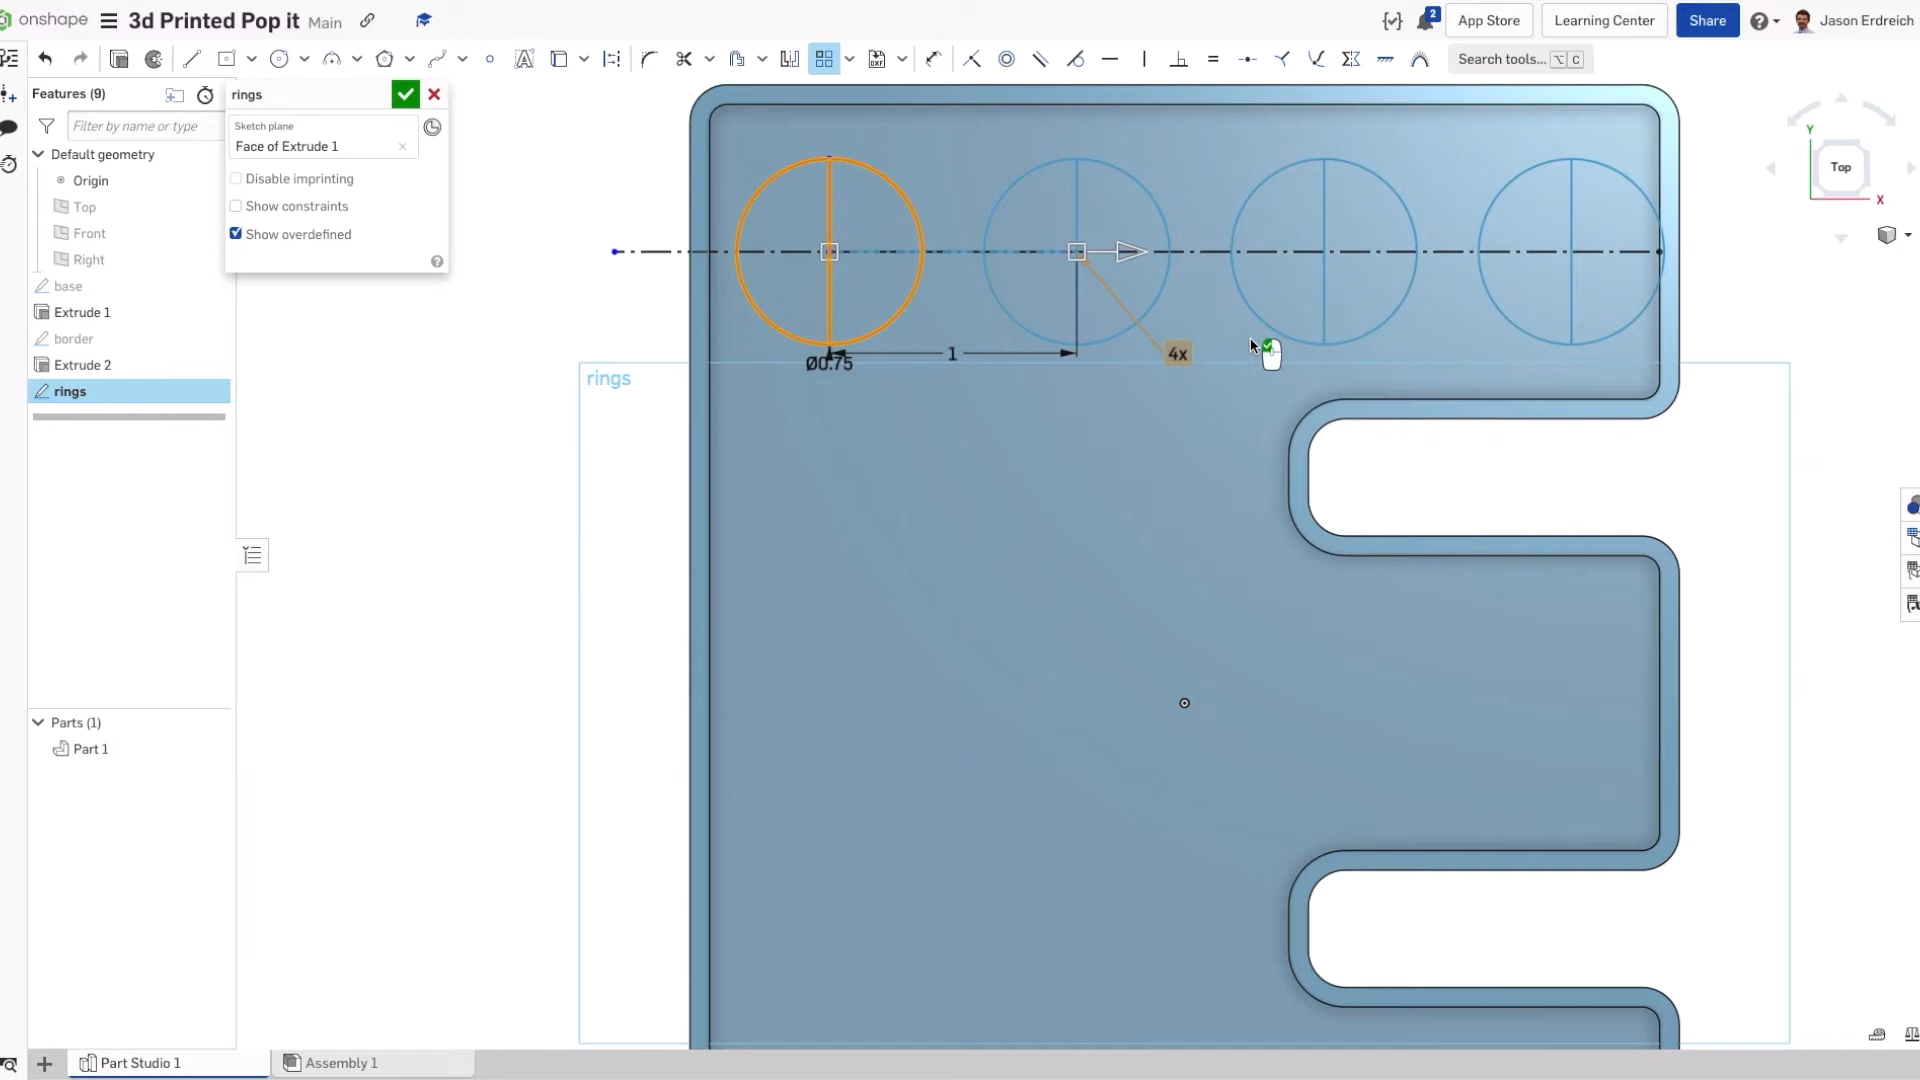 onshape 3d Printed Pop it Main
2 App Store Learning Center Share Jason Erdreich
Search tools... ⌥ C
Features (9)
Filter by name or type
Default geometry
Origin
Top
Front
Right
base
Extrude 1
border
Extrude 2
rings
rings
Sketch plane
Face of Extrude 1
Disable imprinting
Show constraints
Show overdefined
1
4x
Ø0.75
rings
Y
Top
X
Parts (1)
Part 1
Part Studio 1
Assembly 1